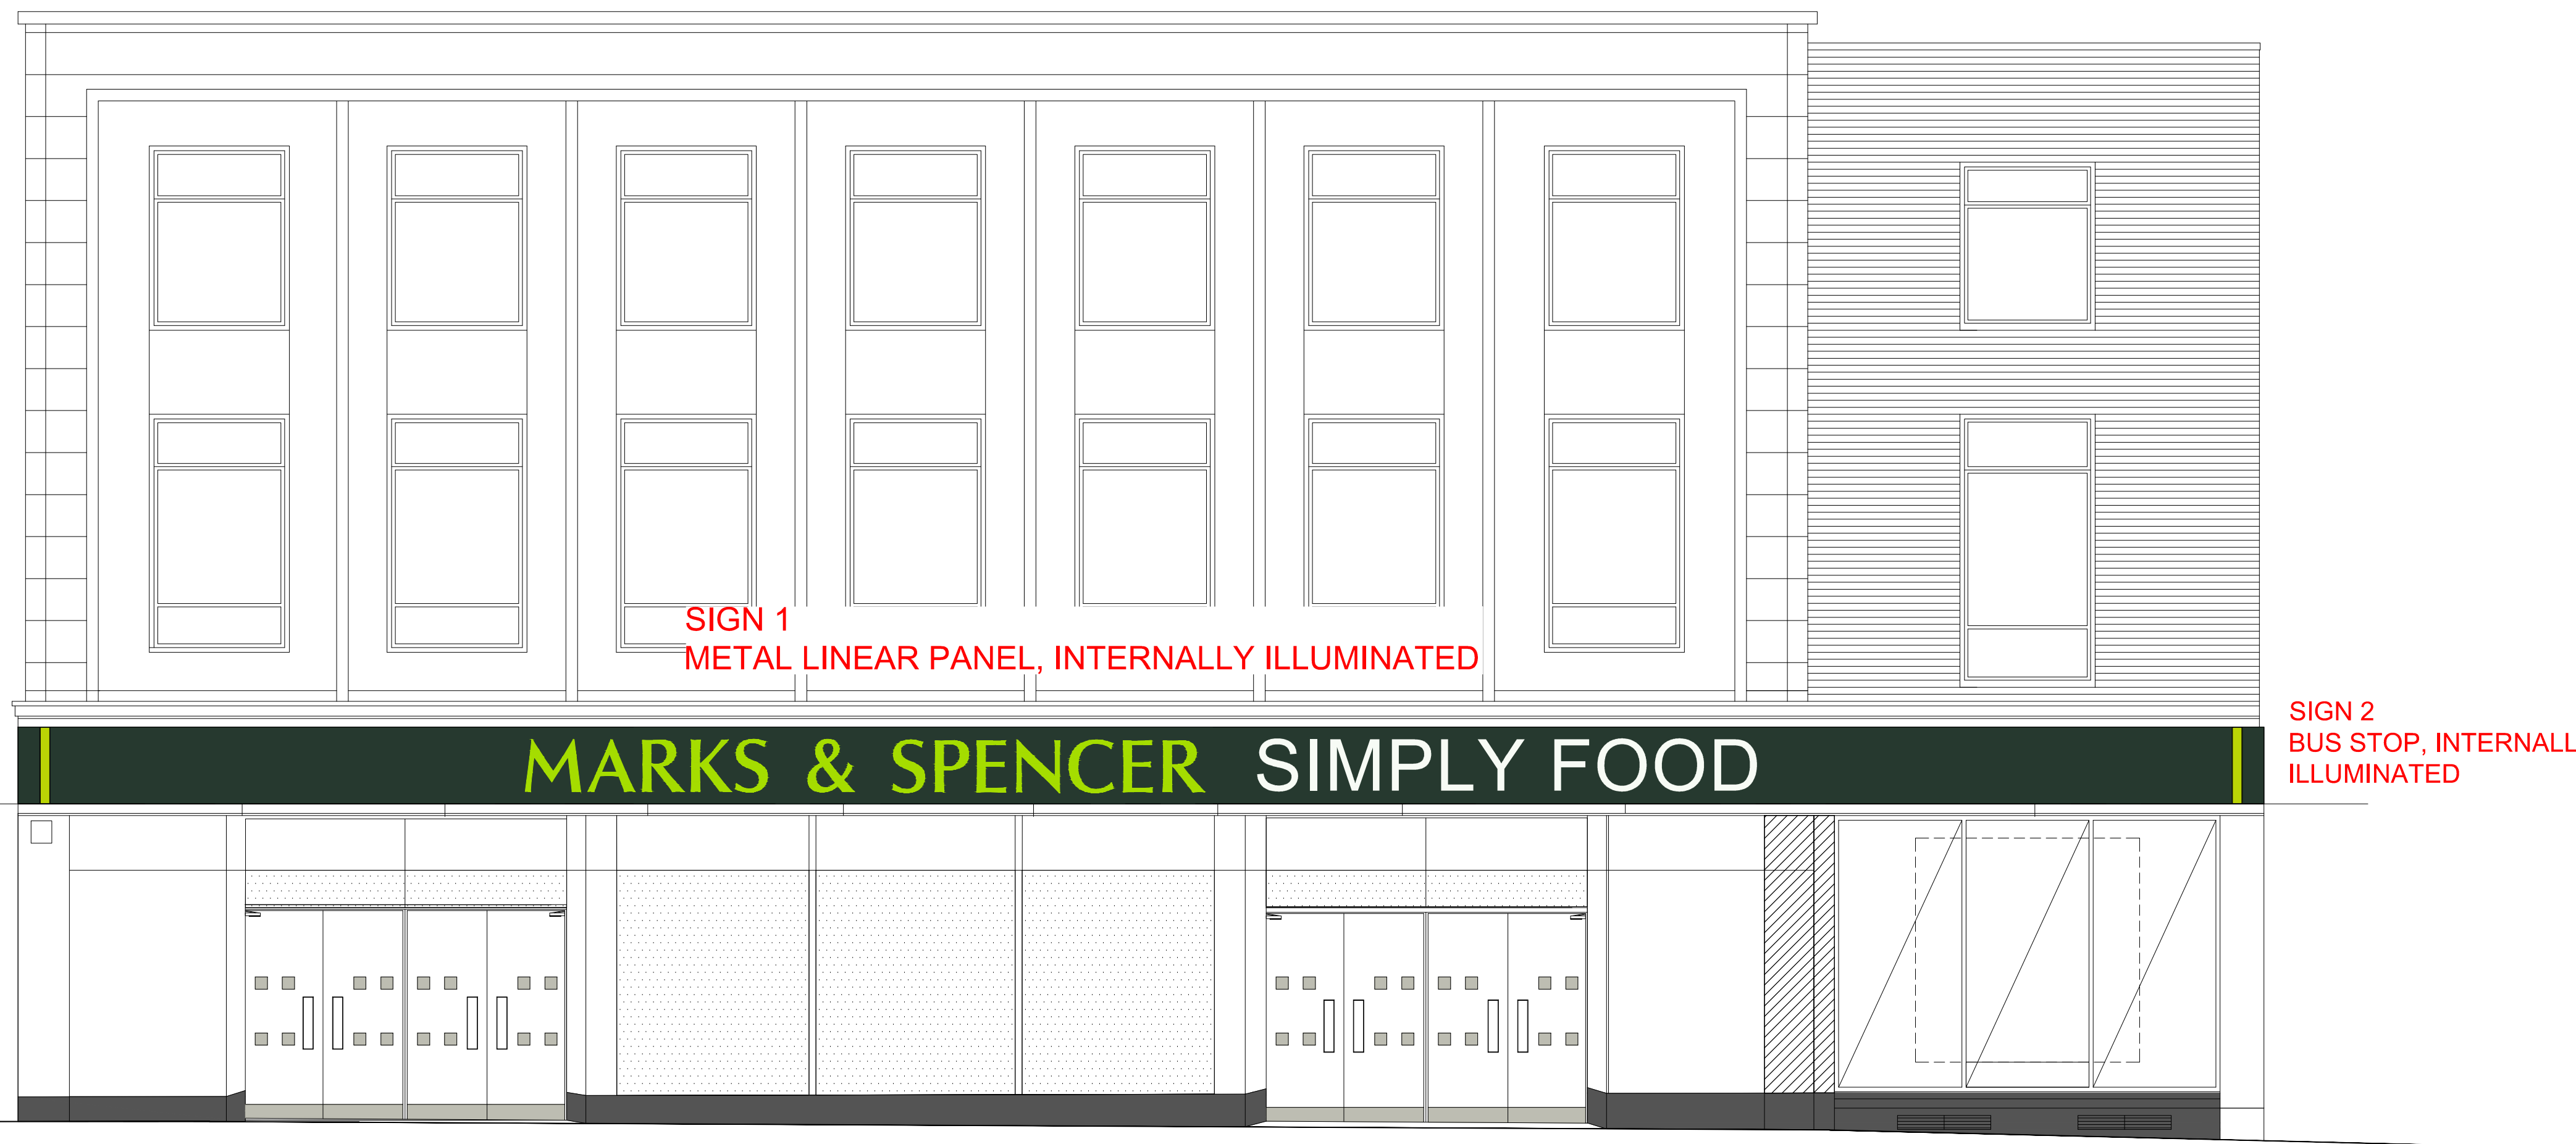 SIGN 1
METAL LINEAR PANEL, INTERNALLY ILLUMINATED
SIGN 2
BUS STOP, INTERNALL
ILLUMINATED
MARKS & SPENCER SIMPLY FOOD